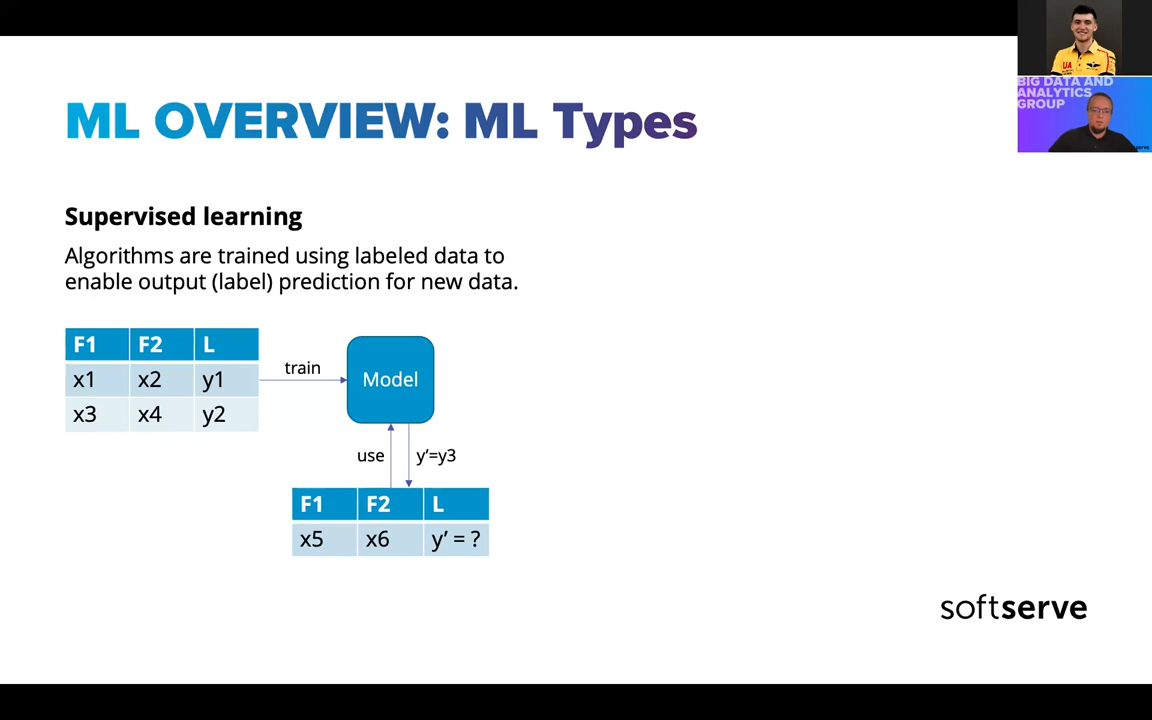 BIG DATA AND
ANALYTICS
GROUP
UA
serve
ML OVERVIEW: ML Types
Supervised learning
Algorithms are trained using labeled data to
enable output (label) prediction for new data.
F1 F2 L
x1 x2 y1
x3 x4 y2
train
Model
use
y’=y3
F1 F2 L
x5 x6 y’ = ?
softserve